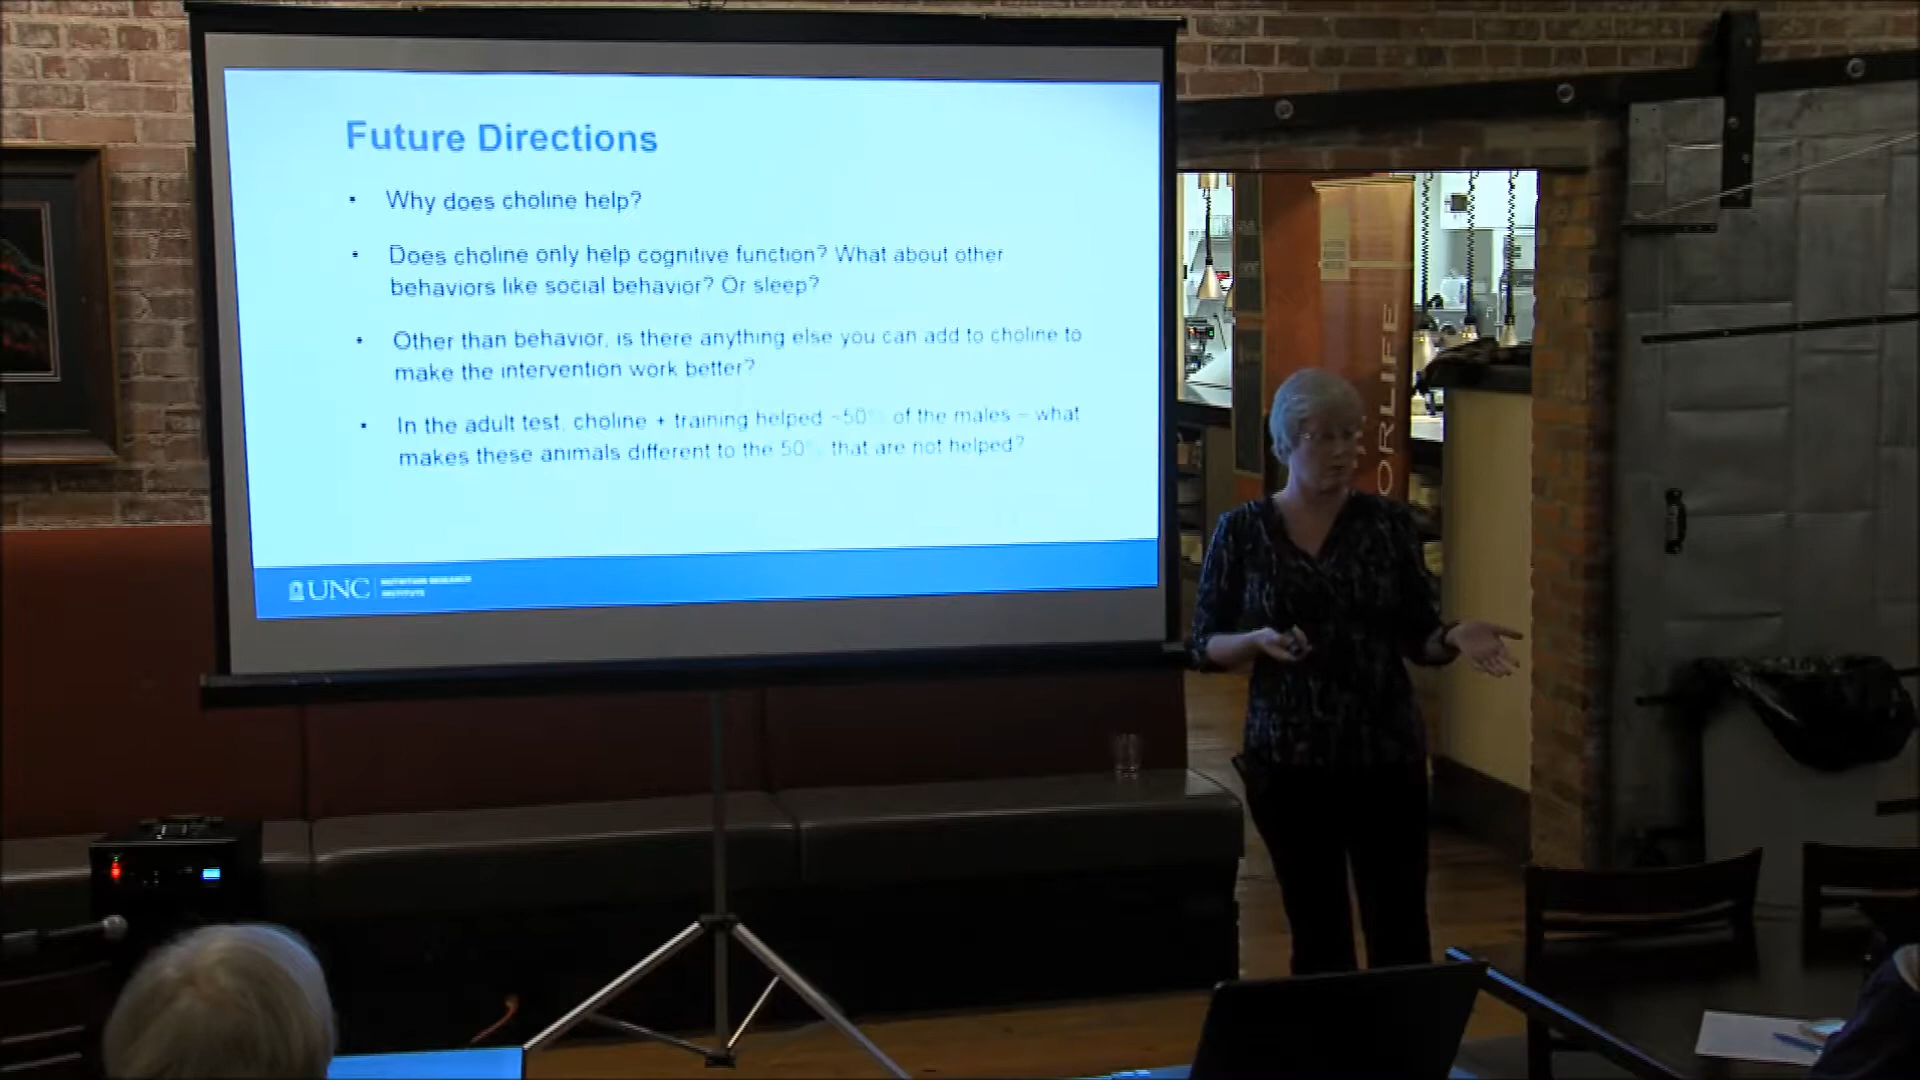 Future Directions
• Why does choline help?
• Does choline only help cognitive function? What about other
behaviors like social behavior? Or sleep?
• Other than behavior, is there anything else you can add to choline to
make the intervention work better?
• In the adult test, choline + training helped ~50% of the males – what
makes these animals different to the 50% that are not helped?
UNC
NUTRITION RESEARCH
INSTITUTE
ORLIFE